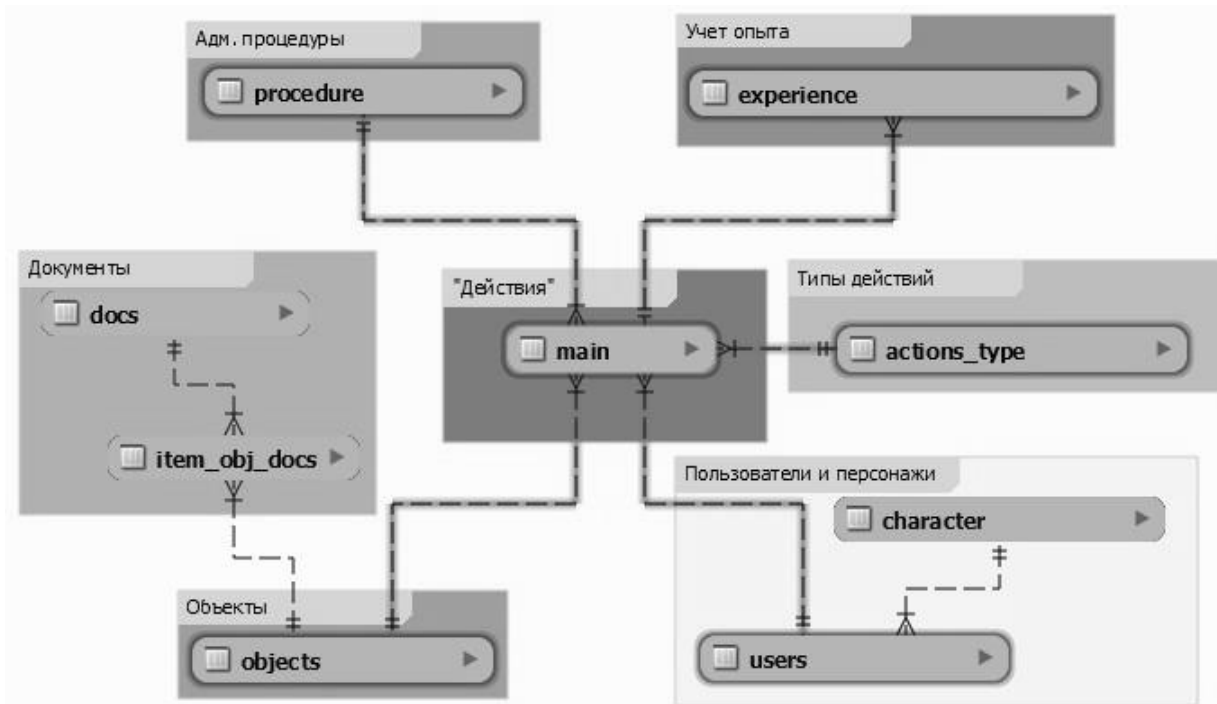 Адм. процедуры
procedure
Учет опыта
experience
Документы
docs
item_obj_docs
"Действия"
main
Типы действий
actions_type
Пользователи и персонажи
character
users
Объекты
objects